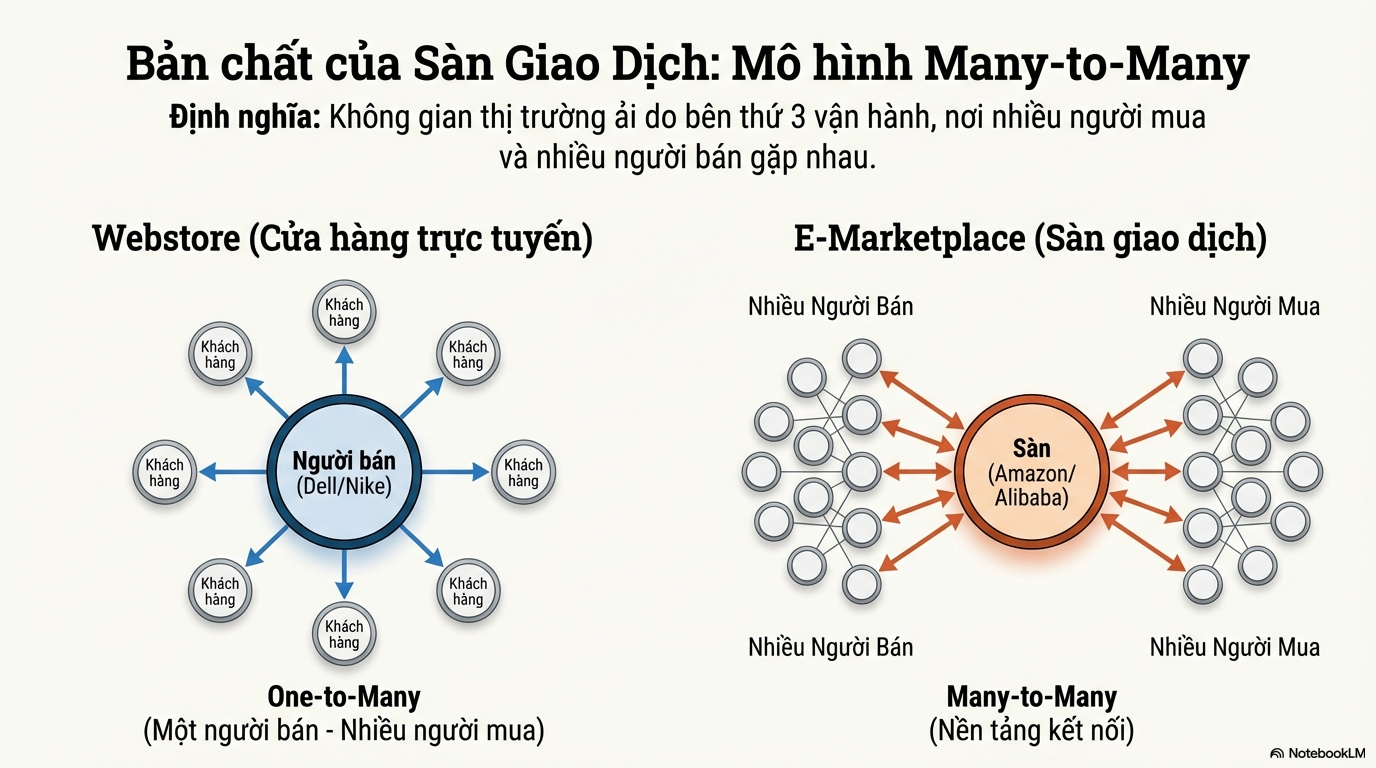 Bản chất của Sàn Giao Dịch: Mô hình Many-to-Many
Định nghĩa: Không gian thị trường ải do bên thứ 3 vận hành, nơi nhiều người mua
và nhiều người bán gặp nhau.
Webstore (Cửa hàng trực tuyến)
Khách
hàng
Khách
hàng
Khách
hàng
Khách
hàng
Người bán
(Dell/Nike)
Khách
hàng
Khách
hàng
Khách
hàng
Khách
hàng
One-to-Many
(Một người bán - Nhiều người mua)
E-Marketplace (Sàn giao dịch)
Nhiều Người Bán
Nhiều Người Mua
Sàn
(Amazon/
Alibaba)
Nhiều Người Bán
Nhiều Người Mua
Many-to-Many
(Nền tảng kết nối)
NotebookLM